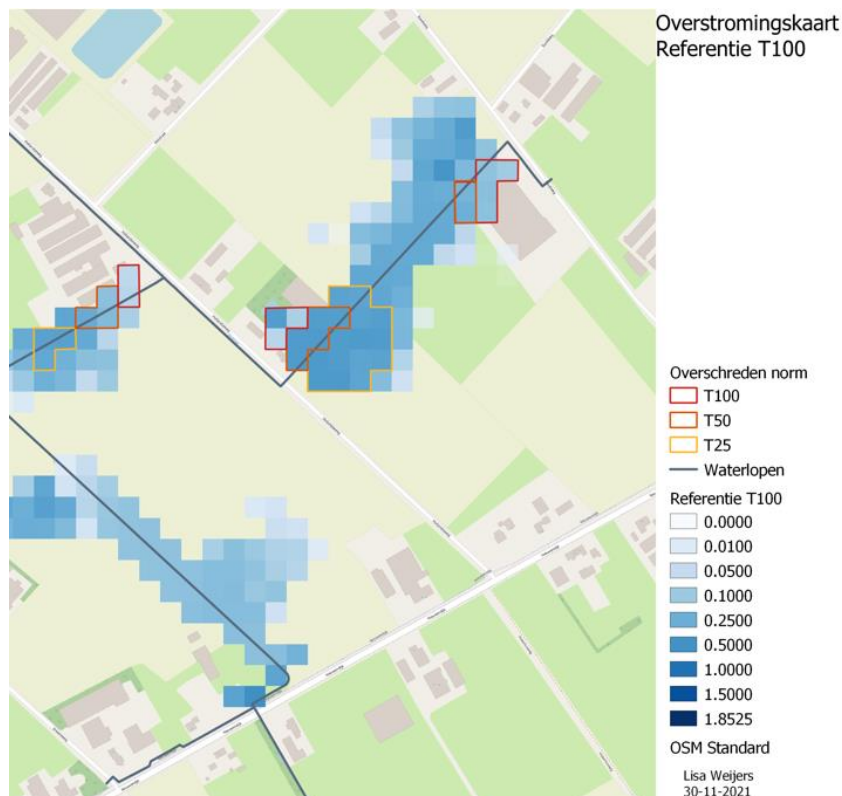 Overstromingskaart
Referentie T100
Overschreden norm
T100
T50
T25
Waterlopen
Referentie T100
0.0000
0.0100
0.0500
0.1000
0.2500
0.5000
1.0000
1.5000
1.8525
OSM Standard
Lisa Weijers
30-11-2021